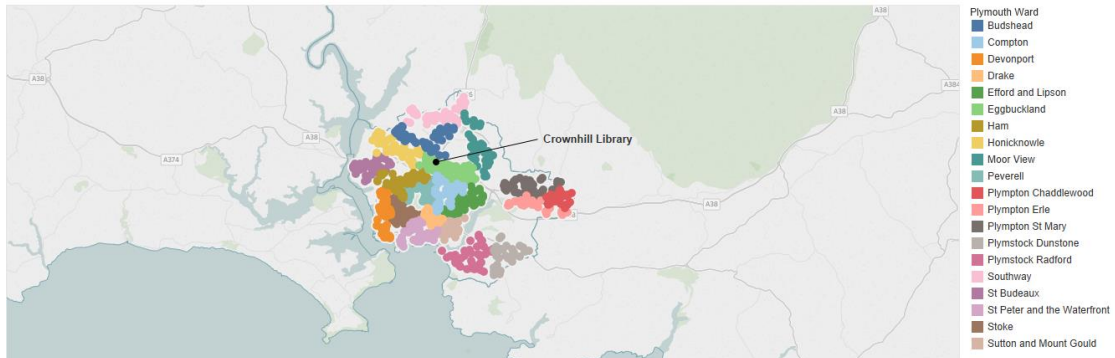 A38
A38
A38
A374
A38
A384
A38
Crownhill Library
Plymouth Ward
Budshead
Compton
Devonport
Drake
Efford and Lipson
Eggbuckland
Ham
Honicknowle
Moor View
Peverell
Plympton Chaddlewood
Plympton Erle
Plympton St Mary
Plymstock Dunstone
Plymstock Radford
Southway
St Budeaux
St Peter and the Waterfront
Stoke
Sutton and Mount Gould